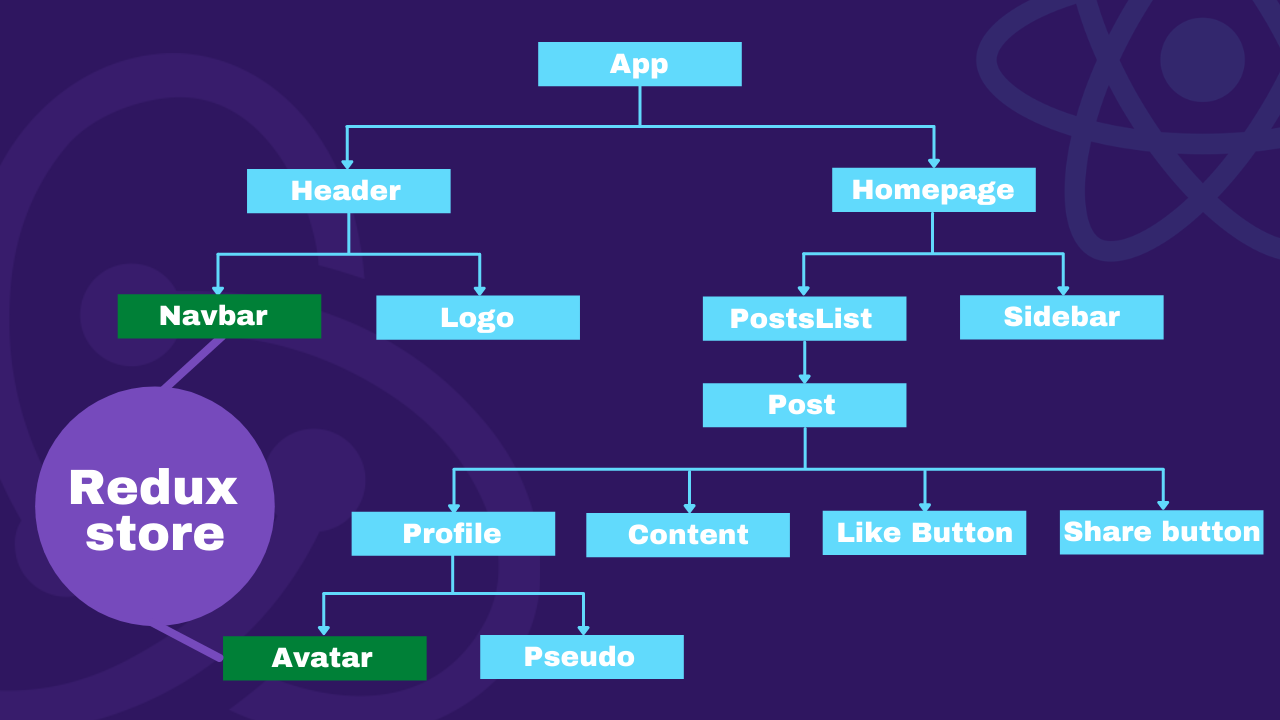 App
Header
Homepage
Navbar
Logo
PostsList
Sidebar
Post
Redux
store
Profile
Content
Like Button
Share button
Avatar
Pseudo